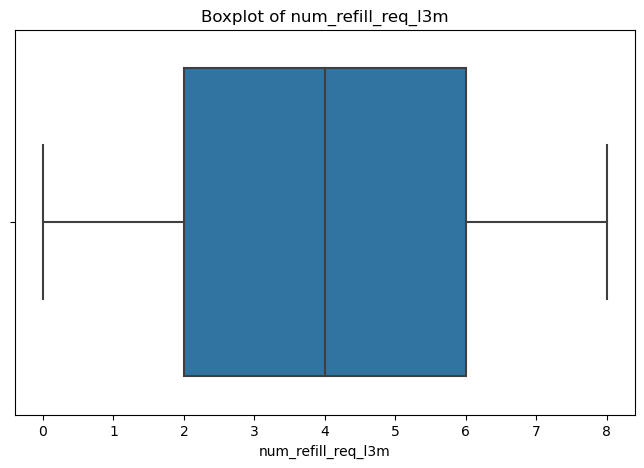 Boxplot of num_refill_req_l3m
0 1 2 3 4 5 6 7 8
num_refill_req_l3m